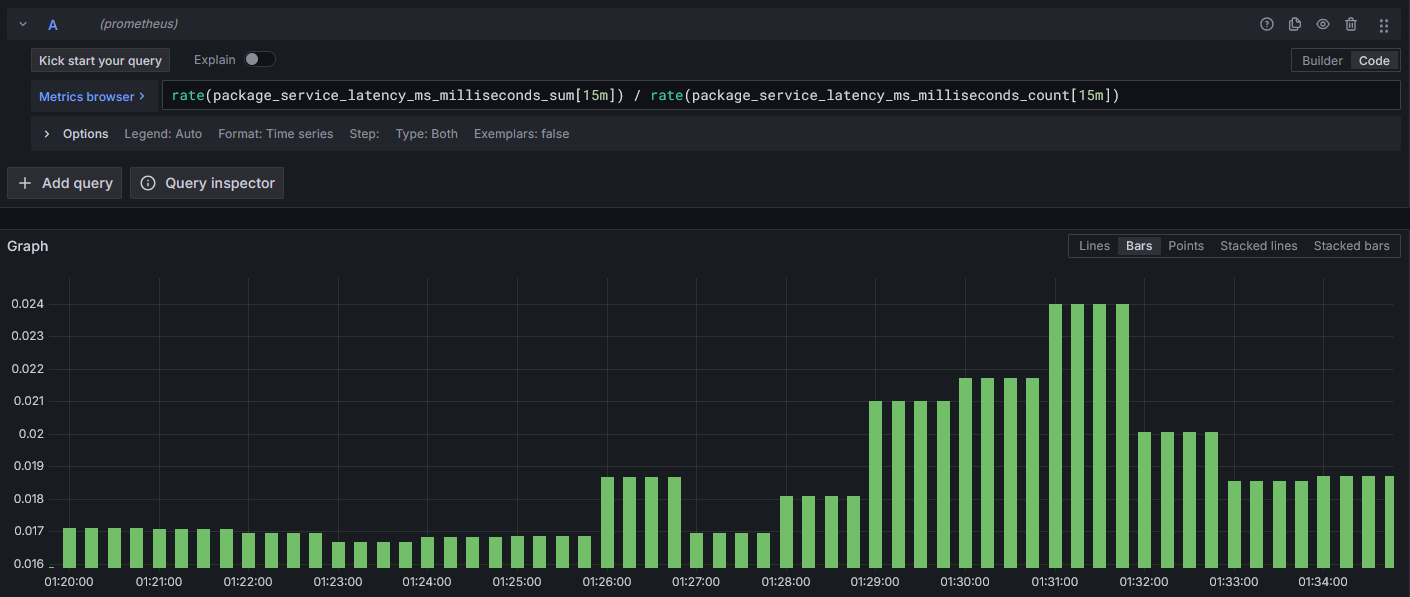 A (prometheus)
Kick start your query Explain Builder Code
Metrics browser > rate(package_service_latency_ms_milliseconds_sum[15m]) / rate(package_service_latency_ms_milliseconds_count[15m])
> Options Legend: Auto Format: Time series Step: Type: Both Exemplars: false
+ Add query Query inspector
Graph Lines Bars Points Stacked lines Stacked bars
0.024
0.023
0.022
0.021
0.02
0.019
0.018
0.017
0.016
01:20:00 01:21:00 01:22:00 01:23:00 01:24:00 01:25:00 01:26:00 01:27:00 01:28:00 01:29:00 01:30:00 01:31:00 01:32:00 01:33:00 01:34:00